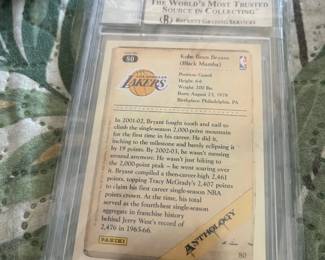 THE WORLD'S MOST TRUSTED
SOURCE IN COLLECTING
(R) BECKETT GRADING SERVICES
80
LOS ANGELES
LAKERS
Kobe Bean Bryant
(Black Mamba)
Position: Guard
Height: 6-6
Weight: 200 lbs.
Born: August 23, 1978
Birthplace: Philadelphia, PA
In 2001-02, Bryant fought tooth and nail to
climb the single-season 2,000-point mountain
for the first time in his career. He did it,
inching to the milestone and barely eclipsing it
by 19 points. By 2002-03, he wasn't messing
around anymore. He wasn't just hiking to
the 2,000-point peak – he went soaring over
it. Bryant compiled a then-career-high 2,461
points, topping Tracy McGrady's 2,407 points
to claim his first career single-season NBA
points crown. At the time, his total
served as the fourth-best single-season
aggregate in franchise history
behind Jerry West's record of
2,476 in 1965-66.
PANINI
ANTHOLOGY
80